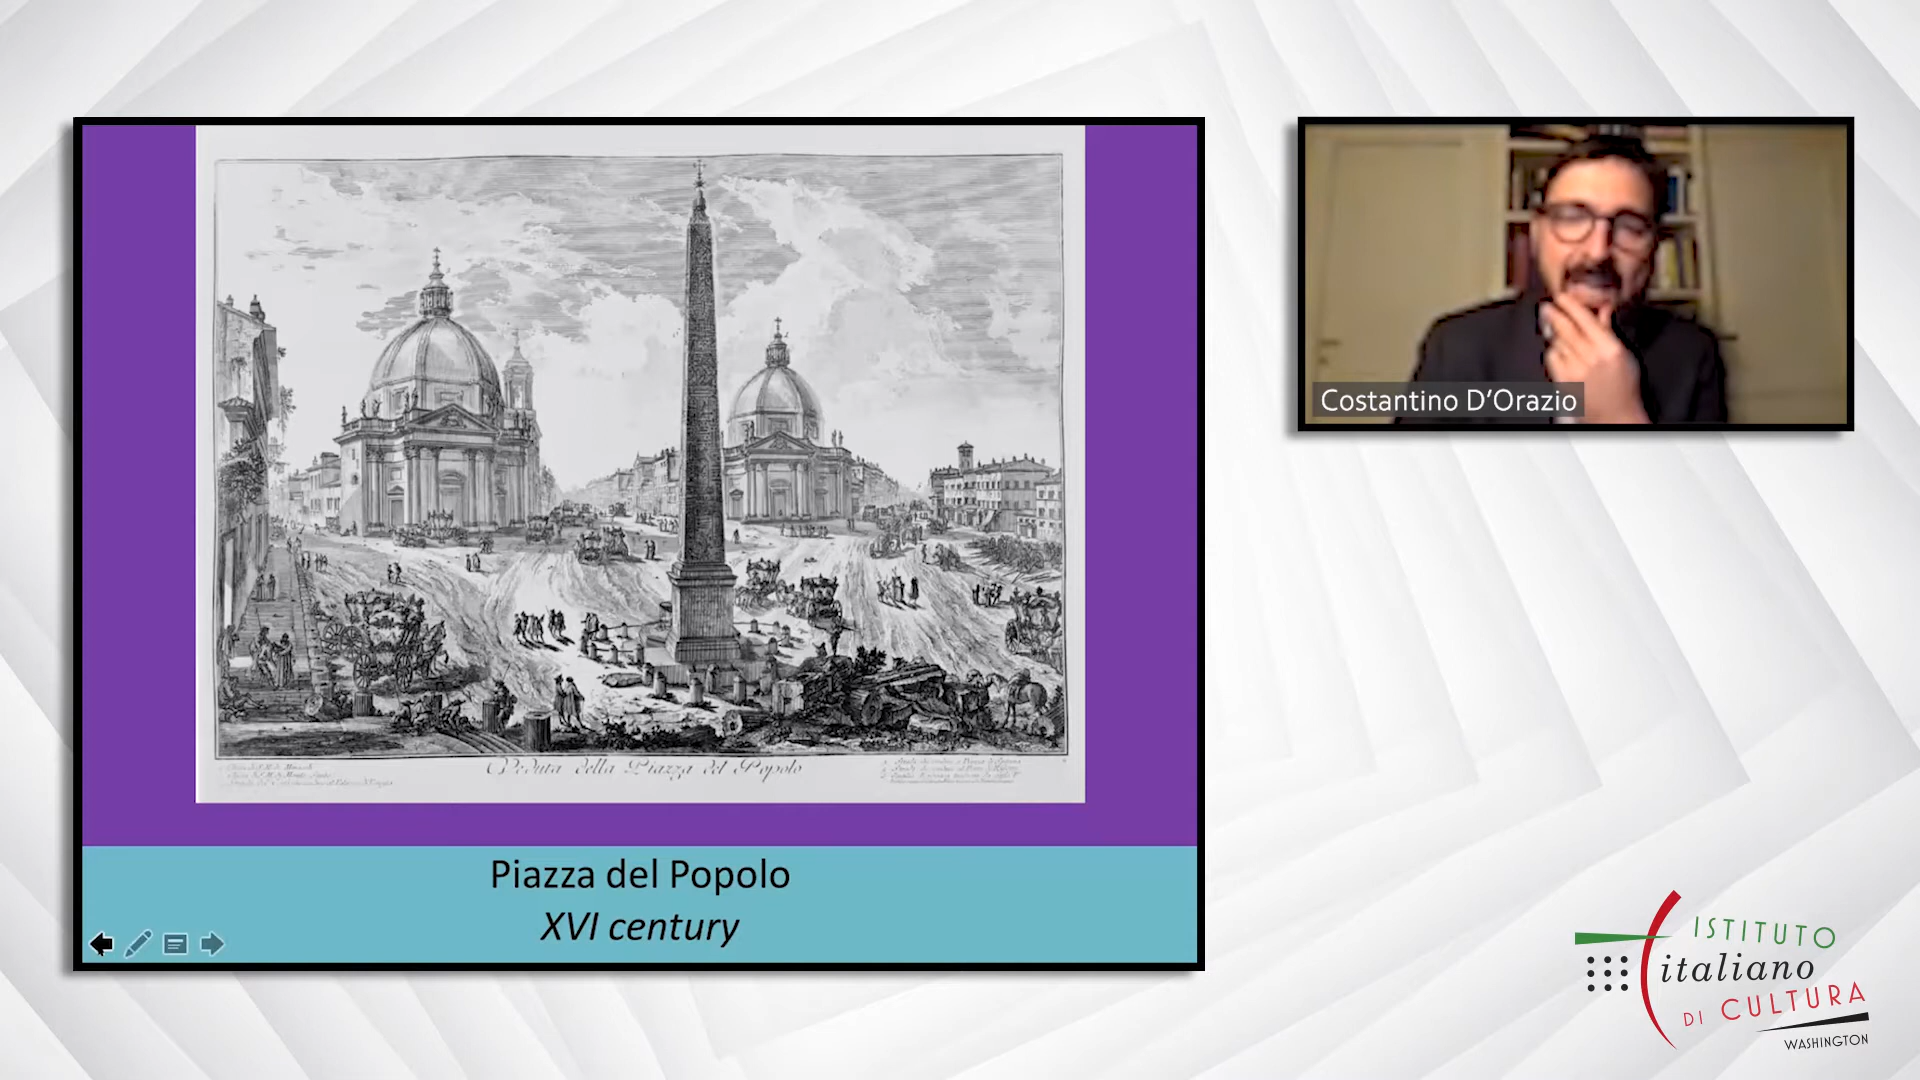 Veduta della Piazza del Popolo
Piazza del Popolo
XVI century
Costantino D'Orazio
ISTITUTO
italiano
DI CULTURA
WASHINGTON